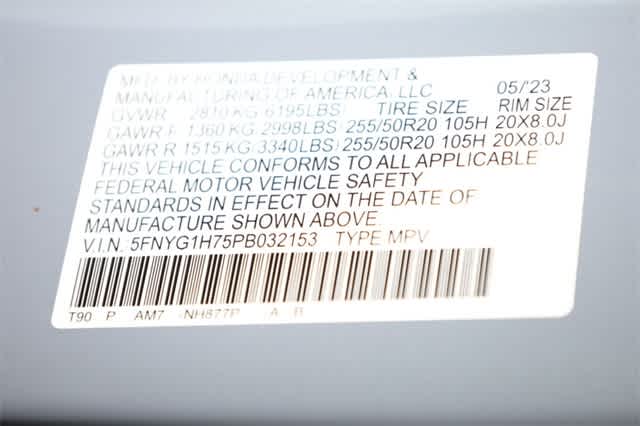 MFD. BY HONDA DEVELOPMENT &
MANUFACTURING OF AMERICA, LLC 05/'23
GVWR 2810 KG 6195LBS TIRE SIZE RIM SIZE
GAWR F 1360 KG 2998LBS 255/50R20 105H 20X8.0J
GAWR R 1515 KG 3340LBS 255/50R20 105H 20X8.0J
THIS VEHICLE CONFORMS TO ALL APPLICABLE
FEDERAL MOTOR VEHICLE SAFETY
STANDARDS IN EFFECT ON THE DATE OF
MANUFACTURE SHOWN ABOVE.
V.I.N. 5FNYG1H75PB032153 TYPE MPV
T90 P AM7 -NH877P A B